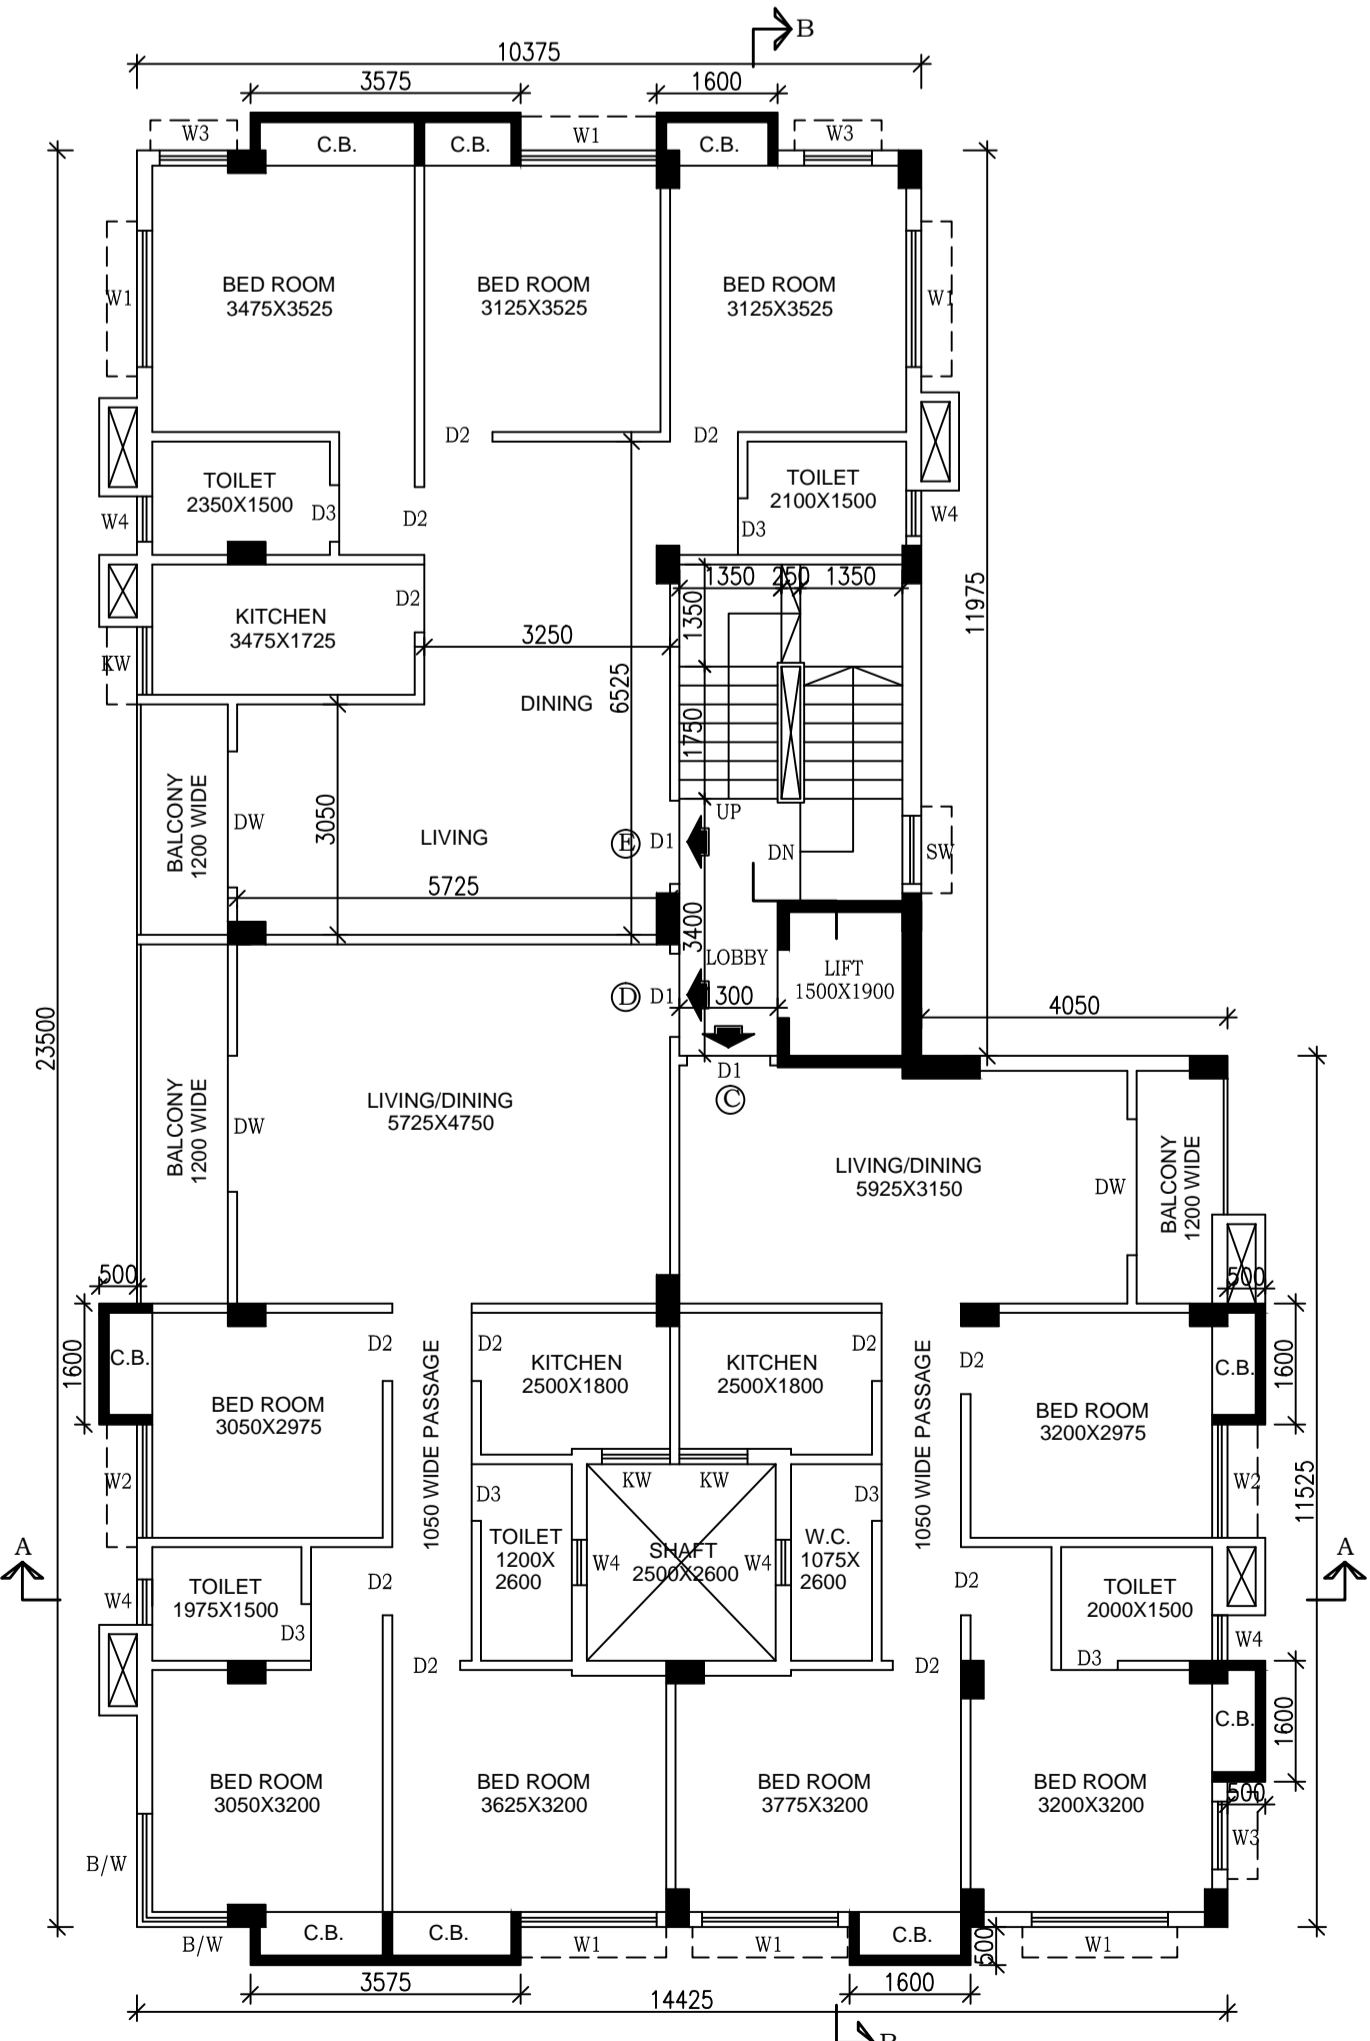 B
10375
3575
1600
W3
C.B.
C.B.
W1
C.B.
W3
W1
BED ROOM
3475X3525
BED ROOM
3125X3525
BED ROOM
3125X3525
W1
D2
D2
TOILET
2350X1500
D3
D2
TOILET
2100X1500
D3
W4
W4
1350
250
1350
1350
11975
KITCHEN
3475X1725
D2
KW
3250
6525
DINING
1750
BALCONY
1200 WIDE
DW
3050
LIVING
UP
E
D1
DN
SW
5725
3400
LOBBY
LIFT
1500X1900
D
D1
300
4050
23500
D1
C
BALCONY
1200 WIDE
DW
LIVING/DINING
5725X4750
LIVING/DINING
5925X3150
DW
BALCONY
1200 WIDE
500
500
1600
C.B.
D2
1050 WIDE PASSAGE
D2
KITCHEN
2500X1800
KITCHEN
2500X1800
D2
1050 WIDE PASSAGE
D2
C.B.
1600
BED ROOM
3050X2975
BED ROOM
3200X2975
W2
KW
KW
W2
11525
D3
D3
TOILET
1200X
2600
W4
SHAFT
2500X2600
W4
W.C.
1075X
2600
A
A
W4
TOILET
1975X1500
D2
D2
TOILET
2000X1500
D3
W4
D3
D2
D2
C.B.
1600
BED ROOM
3050X3200
BED ROOM
3625X3200
BED ROOM
3775X3200
BED ROOM
3200X3200
500
W3
B/W
B/W
C.B.
C.B.
W1
W1
C.B.
500
W1
3575
1600
14425
B